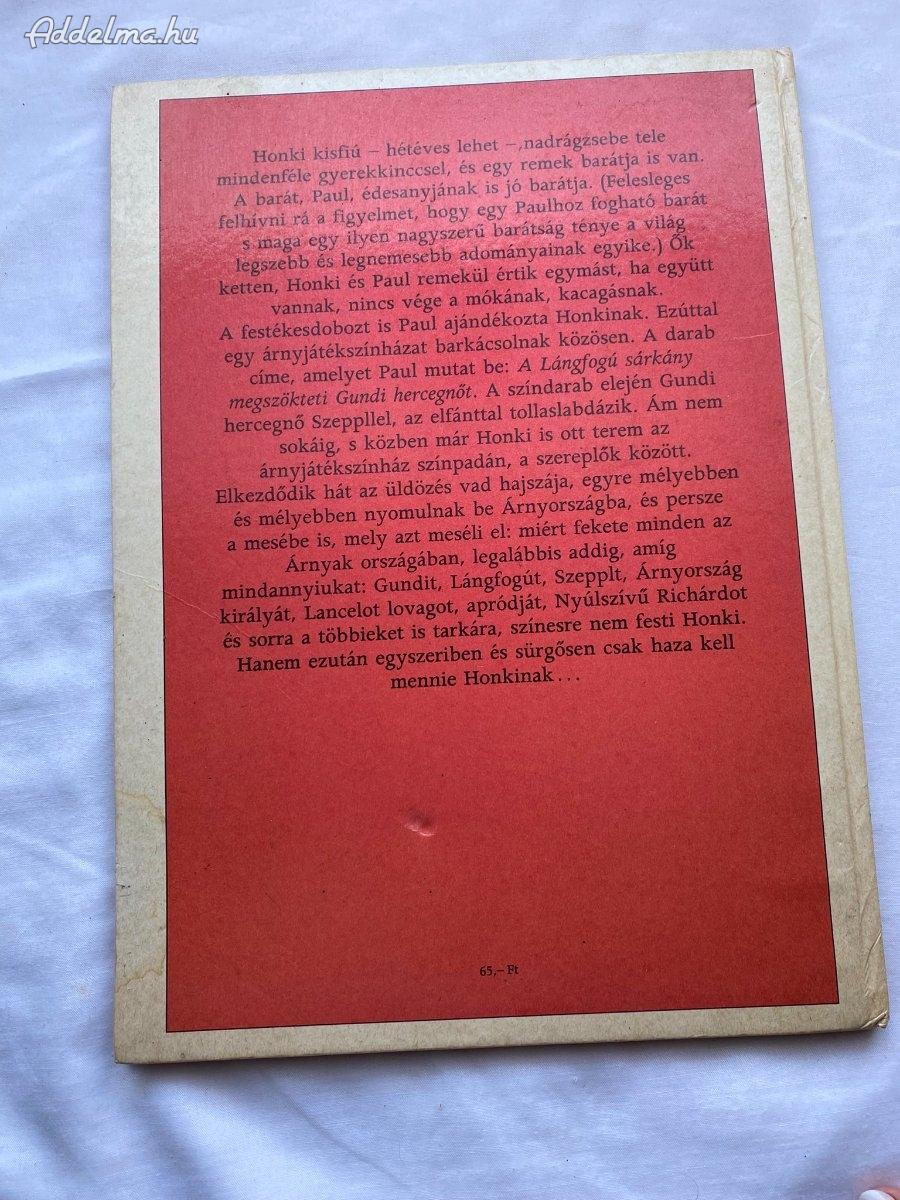 Addelma.hu
Honki kisfiú – hétéves lehet –, nadrágzsebe tele
mindenféle gyerekkinccsel, és egy remek barátja is van.
A barát, Paul, édesanyjának is jó barátja. (Felesleges
felhívni rá a figyelmet, hogy egy Paulhoz fogható barát
s maga egy ilyen nagyszerű barátság ténye a világ
legszebb és legnemesebb adományainak egyike.) Ők
ketten, Honki és Paul remekül értik egymást, ha együtt
vannak, nincs vége a mókának, kacagásnak.
A festékesdobozt is Paul ajándékozta Honkinak. Ezúttal
egy árnyjátékszínházat barkácsolnak közösen. A darab
címe, amelyet Paul mutat be: A Lángfogú sárkány
megszökteti Gundi hercegnőt. A színdarab elején Gundi
hercegnő Szeppllel, az elfánttal tollaslabdázik. Ám nem
sokáig, s közben már Honki is ott terem az
árnyjátékszínház színpadán, a szereplők között.
Elkezdődik hát az üldözés vad hajszája, egyre mélyebben
és mélyebben nyomulnak be Árnyországba, és persze
a mesébe is, mely azt meséli el: miért fekete minden az
Árnyak országában, legalábbis addig, amíg
mindannyiukat: Gundit, Lángfogút, Szepplt, Árnyország
királyát, Lancelot lovagot, apródját, Nyúlszívű Richárdot
és sorra a többieket is tarkára, színesre nem festi Honki.
Hanem ezután egyszeriben és sürgősen csak haza kell
mennie Honkinak...
65,– Ft